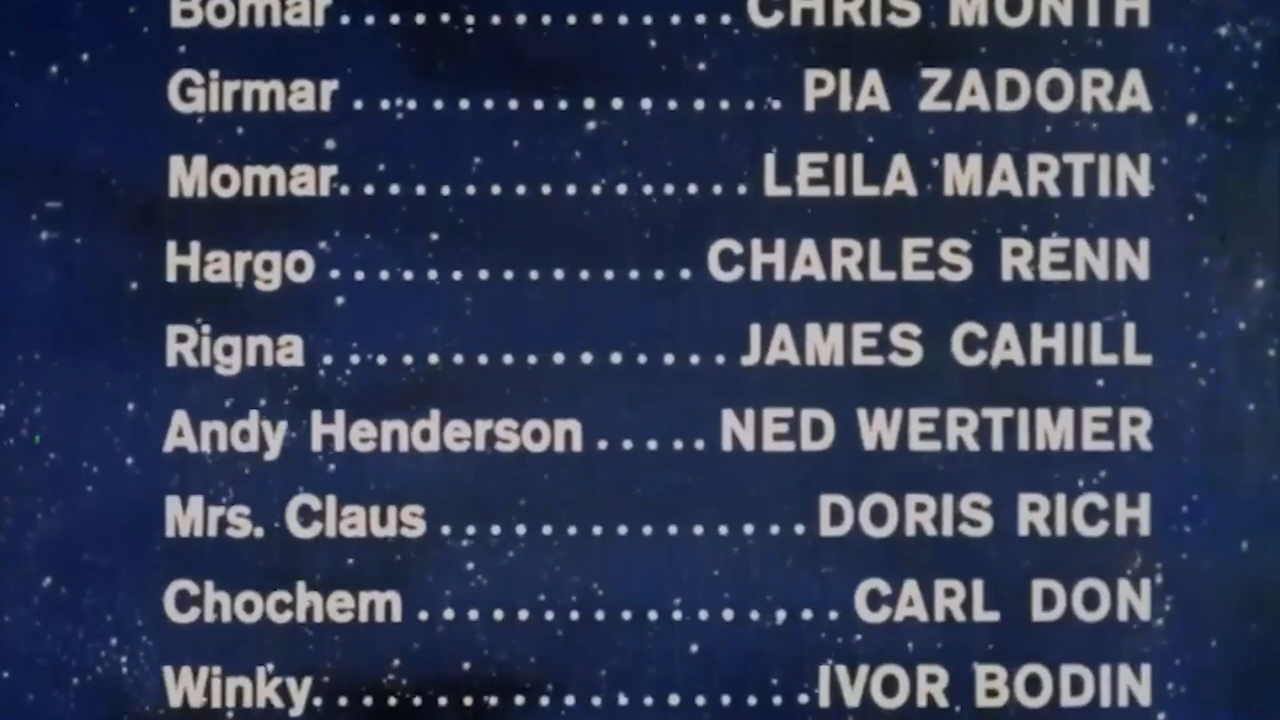 Bomar................CHRIS MONTH
Girmar.................PIA ZADORA
Momar.................LEILA MARTIN
Hargo...............CHARLES RENN
Rigna.................JAMES CAHILL
Andy Henderson.....NED WERTIMER
Mrs. Claus...............DORIS RICH
Chochem.................CARL DON
Winky....................IVOR BODIN